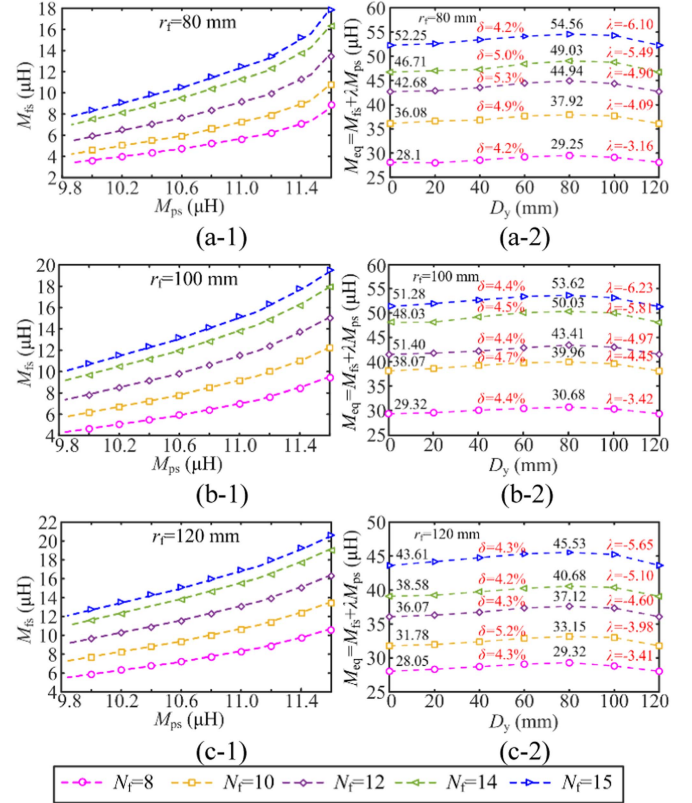 r_f=80 mm
M_fs (μH)
18
16
14
12
10
8
6
4
2
9.8 10.2 10.6 11.0 11.4
M_ps (μH)
(a-1)
r_f=80 mm
M_eq=M_fs+λM_ps (μH)
60
55
50
45
40
35
30
25
52.25 δ=4.2% 54.56 λ=-6.10
46.71 δ=5.0% 49.03 λ=-5.49
42.68 δ=5.3% 44.94 λ=-4.90
36.08 δ=4.9% 37.92 λ=-4.09
28.1 δ=4.2% 29.25 λ=-3.16
0 20 40 60 80 100 120
D_y (mm)
(a-2)
r_f=100 mm
M_fs (μH)
20
18
16
14
12
10
8
6
4
9.8 10.2 10.6 11.0 11.4
M_ps (μH)
(b-1)
r_f=100 mm
M_eq=M_fs+λM_ps (μH)
60
55
50
45
40
35
30
25
51.28 δ=4.4% 53.62 λ=-6.23
48.03 δ=4.5% 50.03 λ=-5.81
51.40 δ=4.4% 43.41 λ=-4.97
38.07 δ=4.7% 39.96 λ=-4.45
29.32 δ=4.4% 30.68 λ=-3.42
0 20 40 60 80 100 120
D_y (mm)
(b-2)
r_f=120 mm
M_fs (μH)
22
20
18
16
14
12
10
8
6
4
9.8 10.2 10.6 11.0 11.4
M_ps (μH)
(c-1)
r_f=120 mm
M_eq=M_fs+λM_ps (μH)
50
45
40
35
30
25
43.61 δ=4.3% 45.53 λ=-5.65
38.58 δ=4.2% 40.68 λ=-5.10
36.07 δ=4.3% 37.12 λ=-4.60
31.78 δ=5.2% 33.15 λ=-3.98
28.05 δ=4.3% 29.32 λ=-3.41
0 20 40 60 80 100 120
D_y (mm)
(c-2)
N_f=8 N_f=10 N_f=12 N_f=14 N_f=15